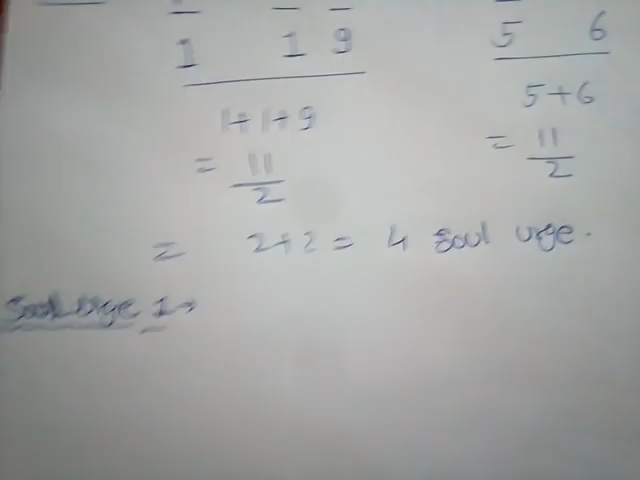 1 1 9 5 6
1+1+9 5+6
= 11/2 = 11/2
= 2+2 = 4 Soul urge.
Soul urge 1 →